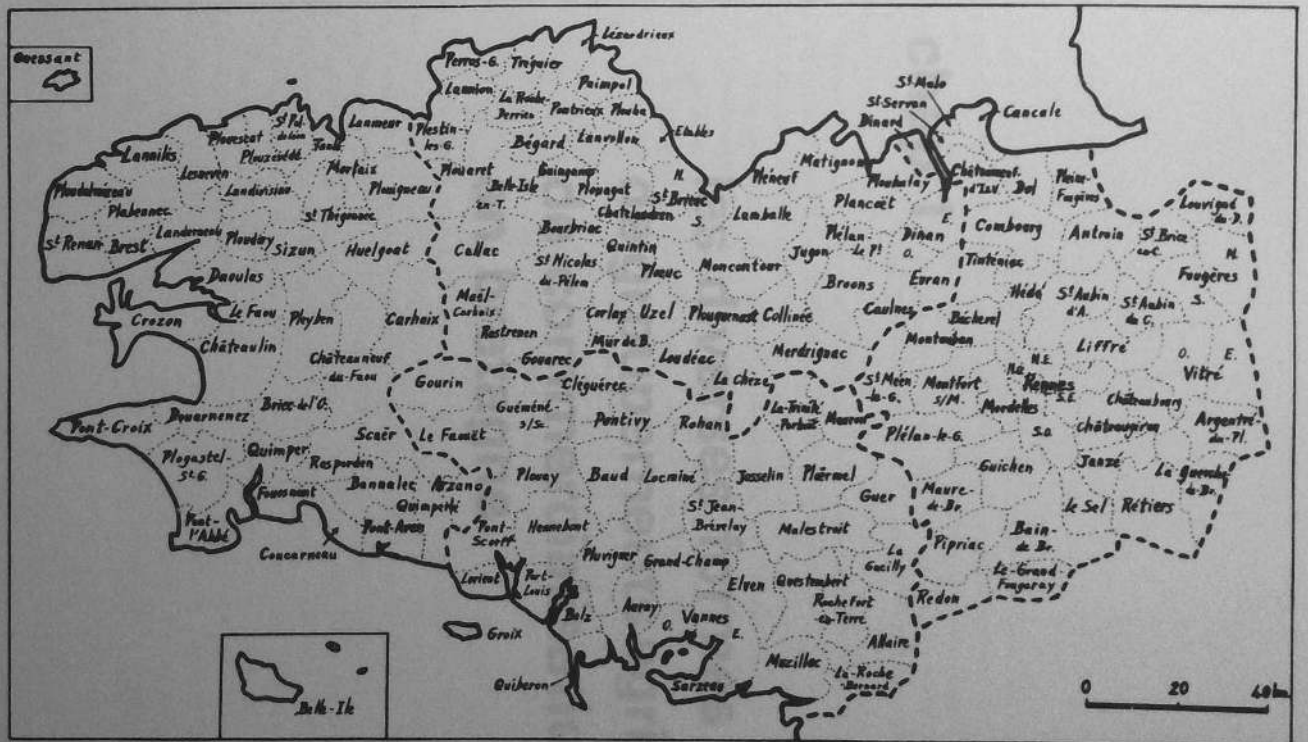 Ouessant
Lézardrieux
Perros-G.
Tréguier
Paimpol
Lannion
La Roche-
Derrien
Pontrieux
Plouha
St Malo
St Servan
Dinard
Cancale
St Pol
de Léon
Plouescat
Taulé
Lanmeur
Plestin-
les-G.
Lanvollon
Etables
Bégard
Lannilis
Plouzévédé
Lesneven
Morlaix
Plouaret
Guingamp
Matignon
Pléneuf
Ploubalay
Châteauneuf
d'I.&V.
Dol
Pleine-
Fougères
Louvigné
du-D.
Ploudalmézeau
Landivisiau
Plouigneau
Belle-Isle
en-T.
Plouagat
Châtelaudren
N.
St Brieuc
S.
Lamballe
Plancoët
Plabennec
St Thégonnec
Bourbriac
E.
Dinan
O.
Combourg
Antrain
St Brice
en-C.
N.
Fougères
S.
St Renan
Brest
Landerneau
Ploudiry
Sizun
Huelgoat
Callac
Quintin
Plélan-
Le Pt.
Jugon
Tinténiac
St Nicolas
du-Pélem
Plœuc
Moncontour
Evran
Daoulas
Broons
Hédé
St Aubin
d'A.
St Aubin
du C.
Maël-
Carhaix
Crozon
Le Faou
Pleyben
Carhaix
Rostrenen
Corlay
Uzel
Plouguenast
Collinée
Caulnes
Bécherel
Mur de B.
Montauban
Liffré
Châteaulin
Châteauneuf
-du-Faou
Gouarec
Loudéac
Merdrignac
N.E.
N.O.
Rennes
S.E.
S.O.
O.
E.
Vitré
Gourin
Cléguérec
La Chèze
St Méen
-le-G.
Montfort
s/M.
Mordelles
Châteaubourg
Briec-de-l'O.
Guéméné
s/Sc.
Pontivy
Rohan
La-Trinité
Porhoët
Mauron
Argentré-
du-Pl.
Pont-Croix
Douarnenez
Scaër
Le Faouët
Plélan-le-G.
Châteaugiron
Plogastel-
St G.
Quimper
Rosporden
Bannalec
Arzano
Plouay
Baud
Locminé
Josselin
Ploërmel
Guichen
Janzé
La Guerche
de-Br.
Fouesnant
Quimperlé
Guer
Maure-
de-Br.
Le Sel
Rétiers
Pont-
l'Abbé
Pont-Aven
Pont-
Scorff
Hennebont
St Jean-
Brévelay
Malestroit
Bain-
de-Br.
Concarneau
Pluvigner
Grand-Champ
La
Gacilly
Pipriac
Le-Grand-
Fougeray
Lorient
Port-
Louis
Elven
Questembert
Redon
Belz
Auray
O.
Vannes
E.
Rochefort
en-Terre
Groix
Allaire
Muzillac
La-Roche
Bernard
Quiberon
Sarzeau
Belle-Ile
0 20 40 km